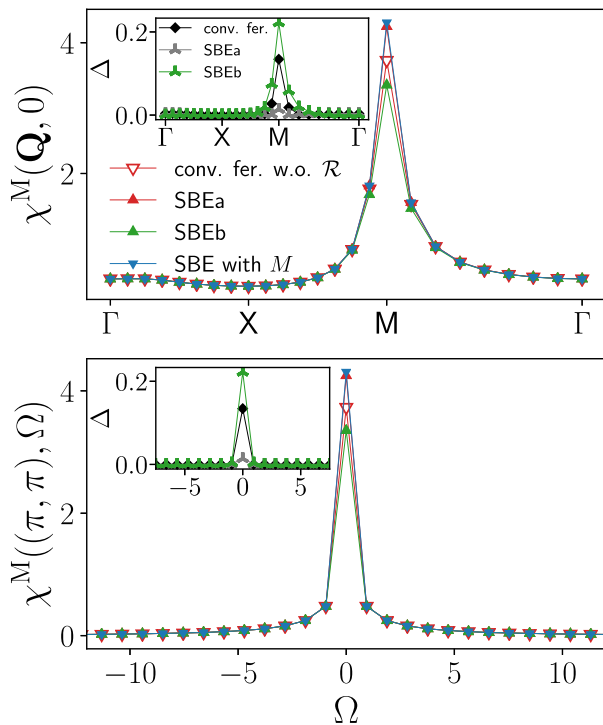 χ^M(Q, 0)
4
2
Δ
0.2
0.0
conv. fer.
SBEa
SBEb
Γ X M Γ
conv. fer. w.o. ℛ
SBEa
SBEb
SBE with M
Γ X M Γ
χ^M((π, π), Ω)
4
2
0
Δ
0.2
0.0
−5 0 5
−10 −5 0 5 10
Ω